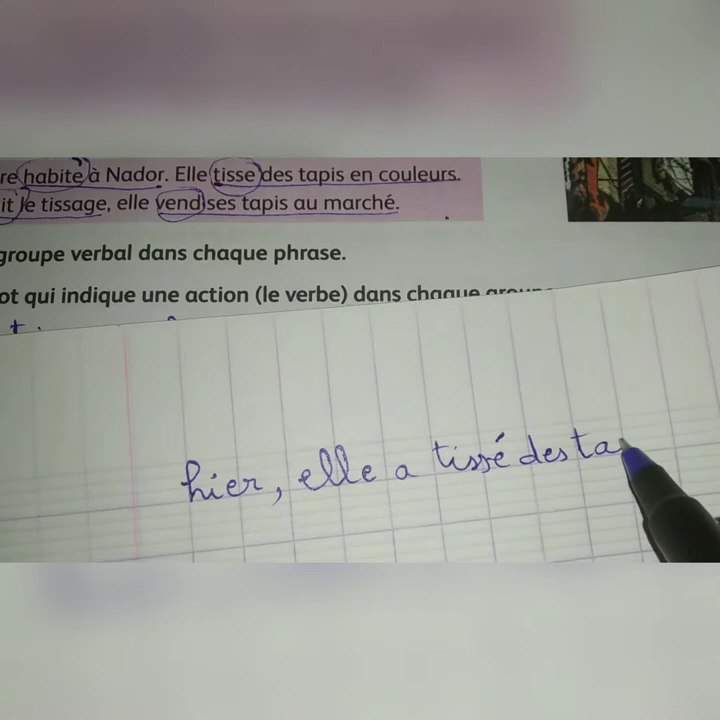 re habite à Nador. Elle tisse des tapis en couleurs.
it le tissage, elle vend ses tapis au marché.
groupe verbal dans chaque phrase.
ot qui indique une action (le verbe) dans chaque
hier, elle a tissé des ta